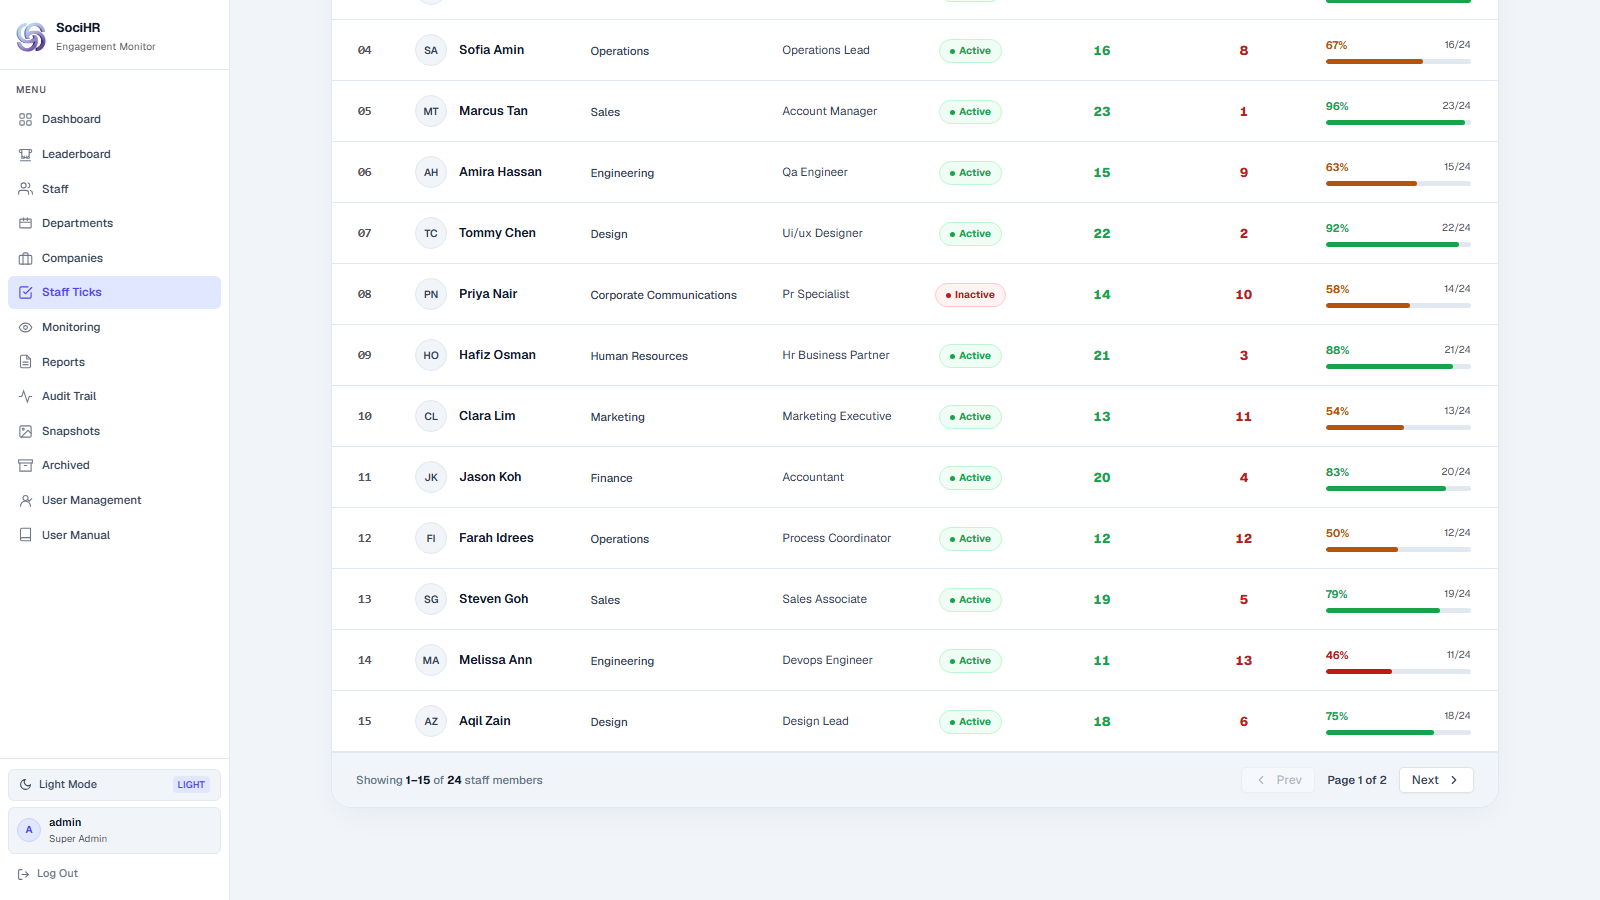 SociHR
Engagement Monitor
MENU
Dashboard
Leaderboard
Staff
Departments
Companies
Staff Ticks
Monitoring
Reports
Audit Trail
Snapshots
Archived
User Management
User Manual
Light Mode LIGHT
A admin
Super Admin
Log Out
04 SA Sofia Amin Operations Operations Lead Active 16 8 67% 16/24
05 MT Marcus Tan Sales Account Manager Active 23 1 96% 23/24
06 AH Amira Hassan Engineering Qa Engineer Active 15 9 63% 15/24
07 TC Tommy Chen Design Ui/ux Designer Active 22 2 92% 22/24
08 PN Priya Nair Corporate Communications Pr Specialist Inactive 14 10 58% 14/24
09 HO Hafiz Osman Human Resources Hr Business Partner Active 21 3 88% 21/24
10 CL Clara Lim Marketing Marketing Executive Active 13 11 54% 13/24
11 JK Jason Koh Finance Accountant Active 20 4 83% 20/24
12 FI Farah Idrees Operations Process Coordinator Active 12 12 50% 12/24
13 SG Steven Goh Sales Sales Associate Active 19 5 79% 19/24
14 MA Melissa Ann Engineering Devops Engineer Active 11 13 46% 11/24
15 AZ Aqil Zain Design Design Lead Active 18 6 75% 18/24
Showing 1–15 of 24 staff members Prev Page 1 of 2 Next